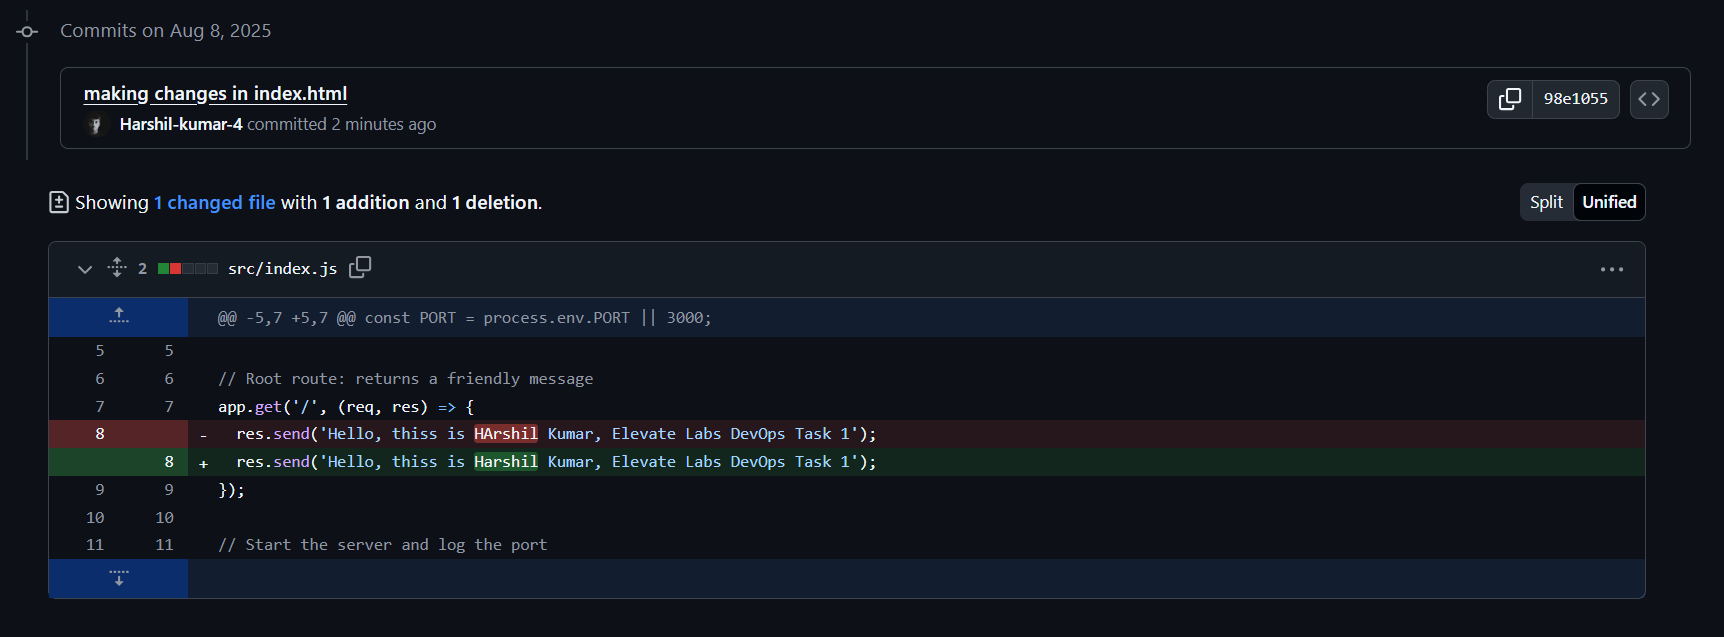 Commits on Aug 8, 2025
making changes in index.html
98e1055
Harshil-kumar-4 committed 2 minutes ago
Showing 1 changed file with 1 addition and 1 deletion.
Split Unified
2 src/index.js
@@ -5,7 +5,7 @@ const PORT = process.env.PORT || 3000;
5 5
6 6 // Root route: returns a friendly message
7 7 app.get('/', (req, res) => {
8 - res.send('Hello, thiss is HArshil Kumar, Elevate Labs DevOps Task 1');
8 + res.send('Hello, thiss is Harshil Kumar, Elevate Labs DevOps Task 1');
9 9 });
10 10
11 11 // Start the server and log the port